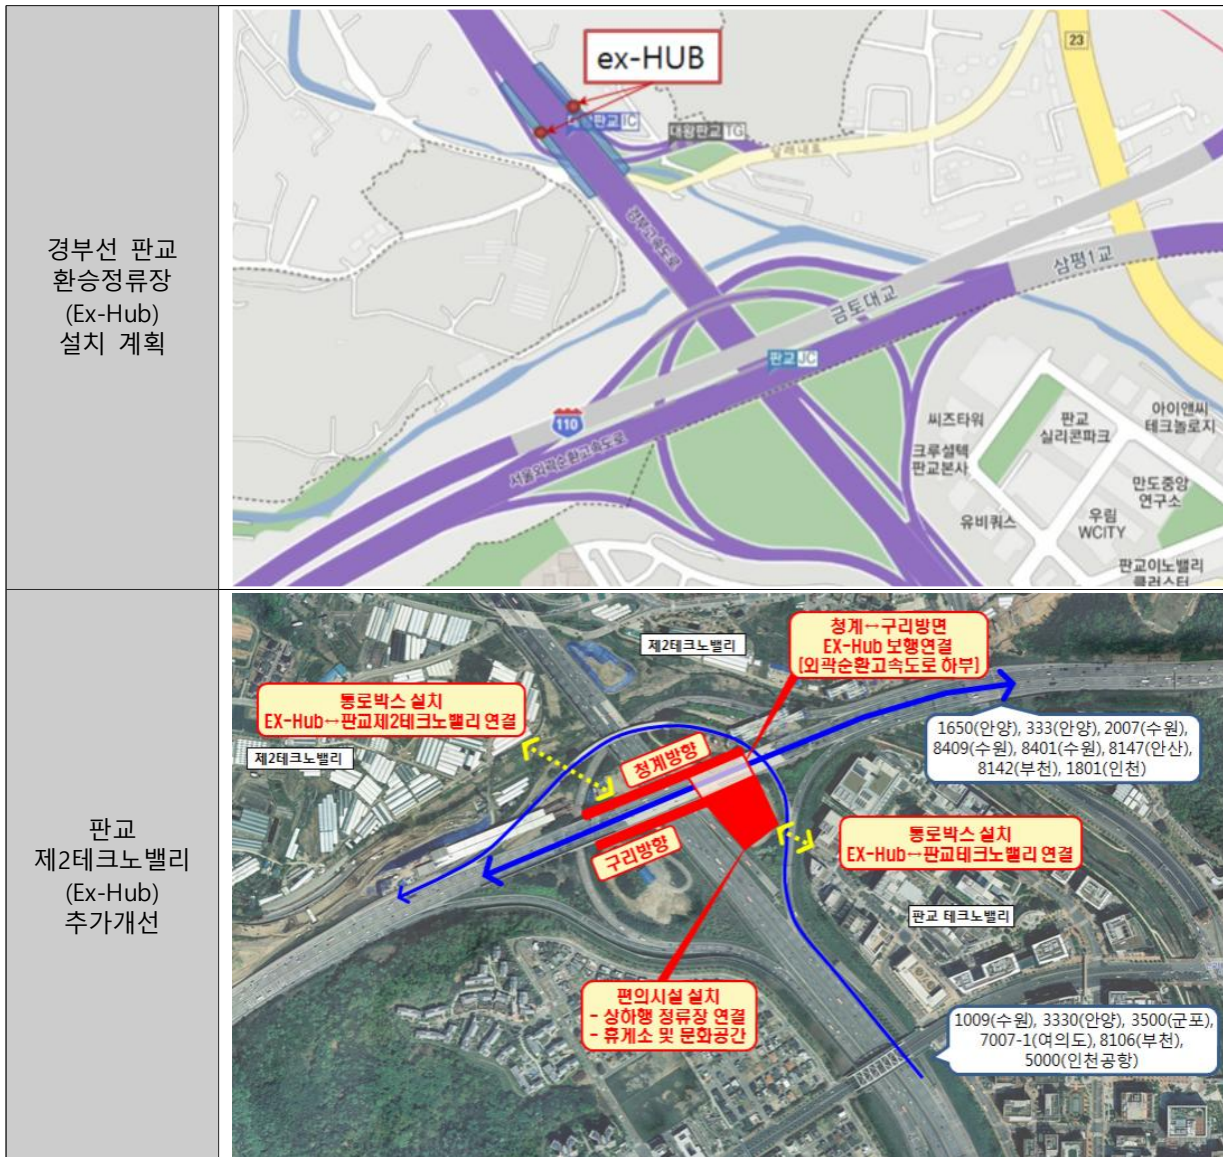 경부선 판교
환승정류장
(Ex-Hub)
설치 계획
ex-HUB
23
판교 IC
대왕판교 TG
달래내로
경부고속도로
삼평1교
금토대교
판교 JC
110
서울외곽순환고속도로
씨즈타워
판교
실리콘파크
아이앤씨
테크놀로지
크루셜텍
판교본사
만도중앙
연구소
유비쿼스
우림
WCITY
판교이노밸리
클러스터
판교
제2테크노밸리
(Ex-Hub)
추가개선
제2테크노밸리
청계↔구리방면
EX-Hub 보행연결
[외곽순환고속도로 하부]
통로박스 설치
EX-Hub↔판교제2테크노밸리 연결
제2테크노밸리
청계방향
1650(안양), 333(안양), 2007(수원),
8409(수원), 8401(수원), 8147(안산),
8142(부천), 1801(인천)
구리방향
통로박스 설치
EX-Hub↔판교테크노밸리 연결
판교 테크노밸리
편의시설 설치
- 상하행 정류장 연결
- 휴게소 및 문화공간
1009(수원), 3330(안양), 3500(군포),
7007-1(여의도), 8106(부천),
5000(인천공항)